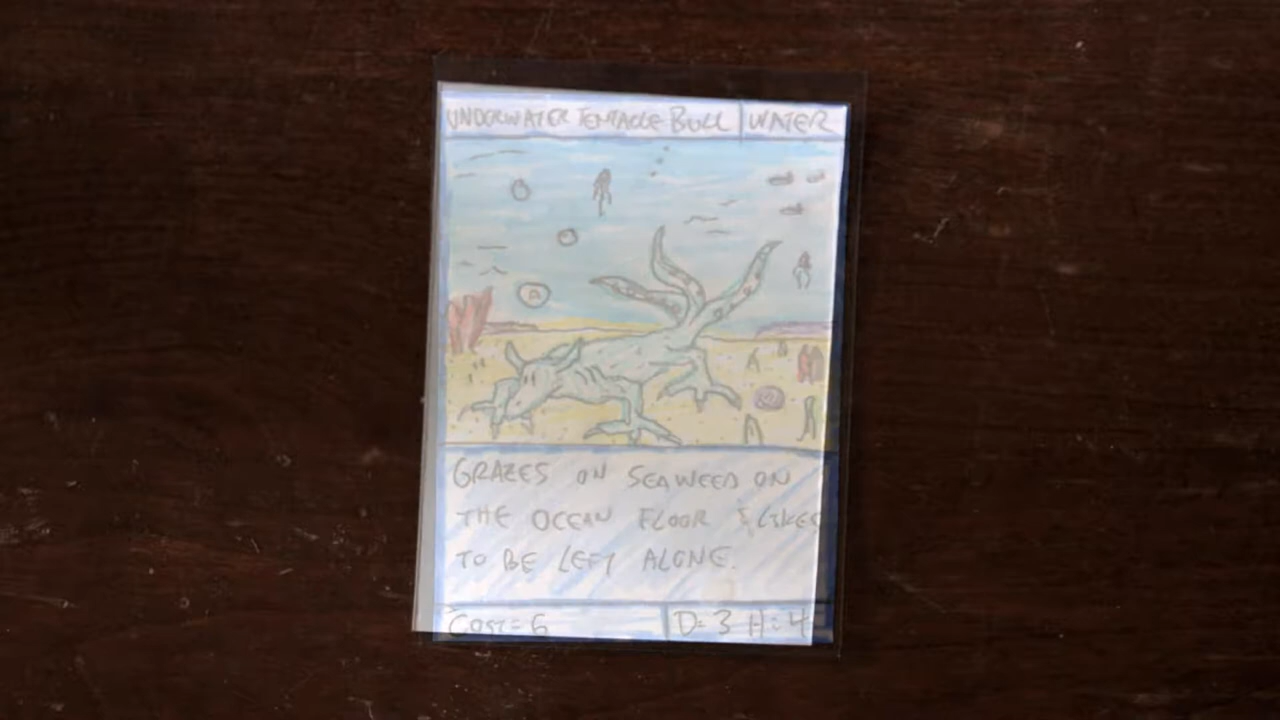 UNDERWATER TENTACLE BULL WATER
GRAZES ON SEAWEED ON
THE OCEAN FLOOR & LIKES
TO BE LEFT ALONE.
COST= 6 D= 3 H= 4